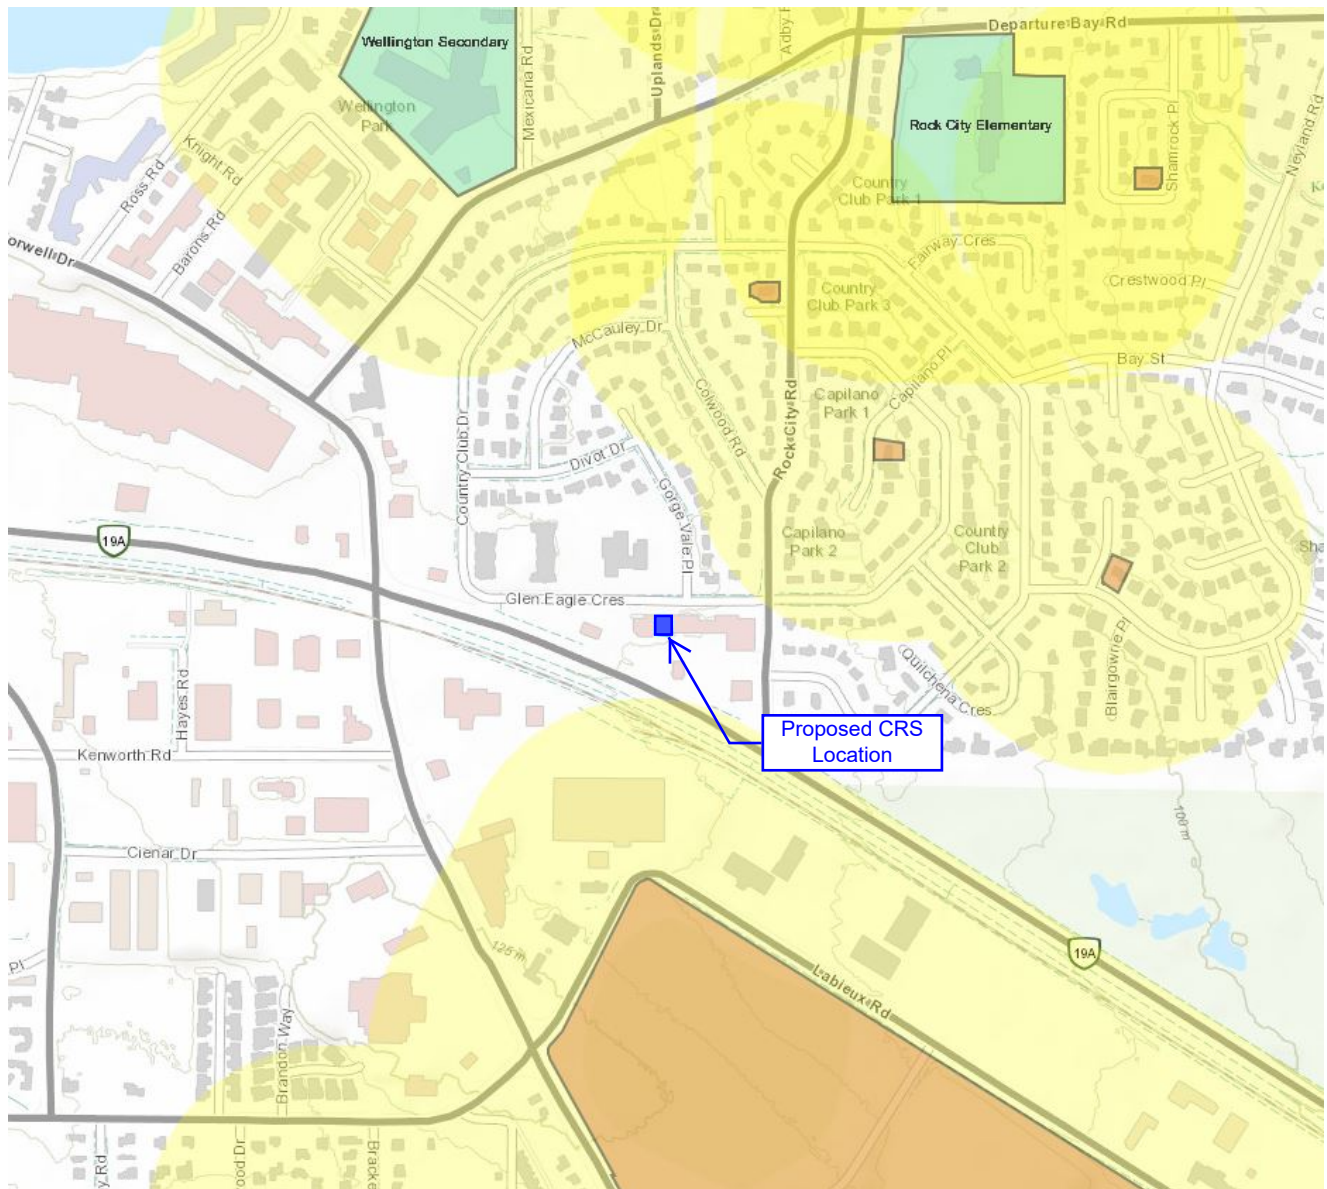 Departure Bay Rd
Wellington Secondary
Uplands Dr
Mexicana Rd
Wellington
Park
Rock City Elementary
Shamrock Pl
Neyland Rd
Knight Rd
Ross Rd
Barons Rd
Country
Club Park 1
Fairway Cres
Crestwood Pl
Country
Club Park 3
McCauley Dr
Bay St
Capilano Pl
Capilano
Park 1
Colwood Rd
Rock City Rd
Country Club Dr
Divot Dr
Gorge Vale Pl
19A
Capilano
Park 2
Country
Club
Park 2
Glen Eagle Cres
Quilchena Cres
Blairgowrie Pl
Hayes Rd
Proposed CRS
Location
Kenworth Rd
100 m
Cienar Dr
125 m
19A
Labieux Rd
Pl
Brandon Way